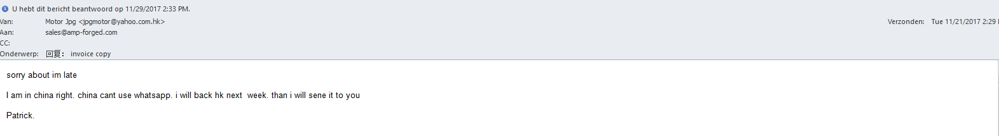 U hebt dit bericht beantwoord op 11/29/2017 2:33 PM.
Van: Motor Jpg <jpgmotor@yahoo.com.hk> Verzonden: Tue 11/21/2017 2:29
Aan: sales@amp-forged.com
CC:
Onderwerp: 回复： invoice copy
sorry about im late
I am in china right. china cant use whatsapp. i will back hk next  week. than i will sene it to you
Patrick.